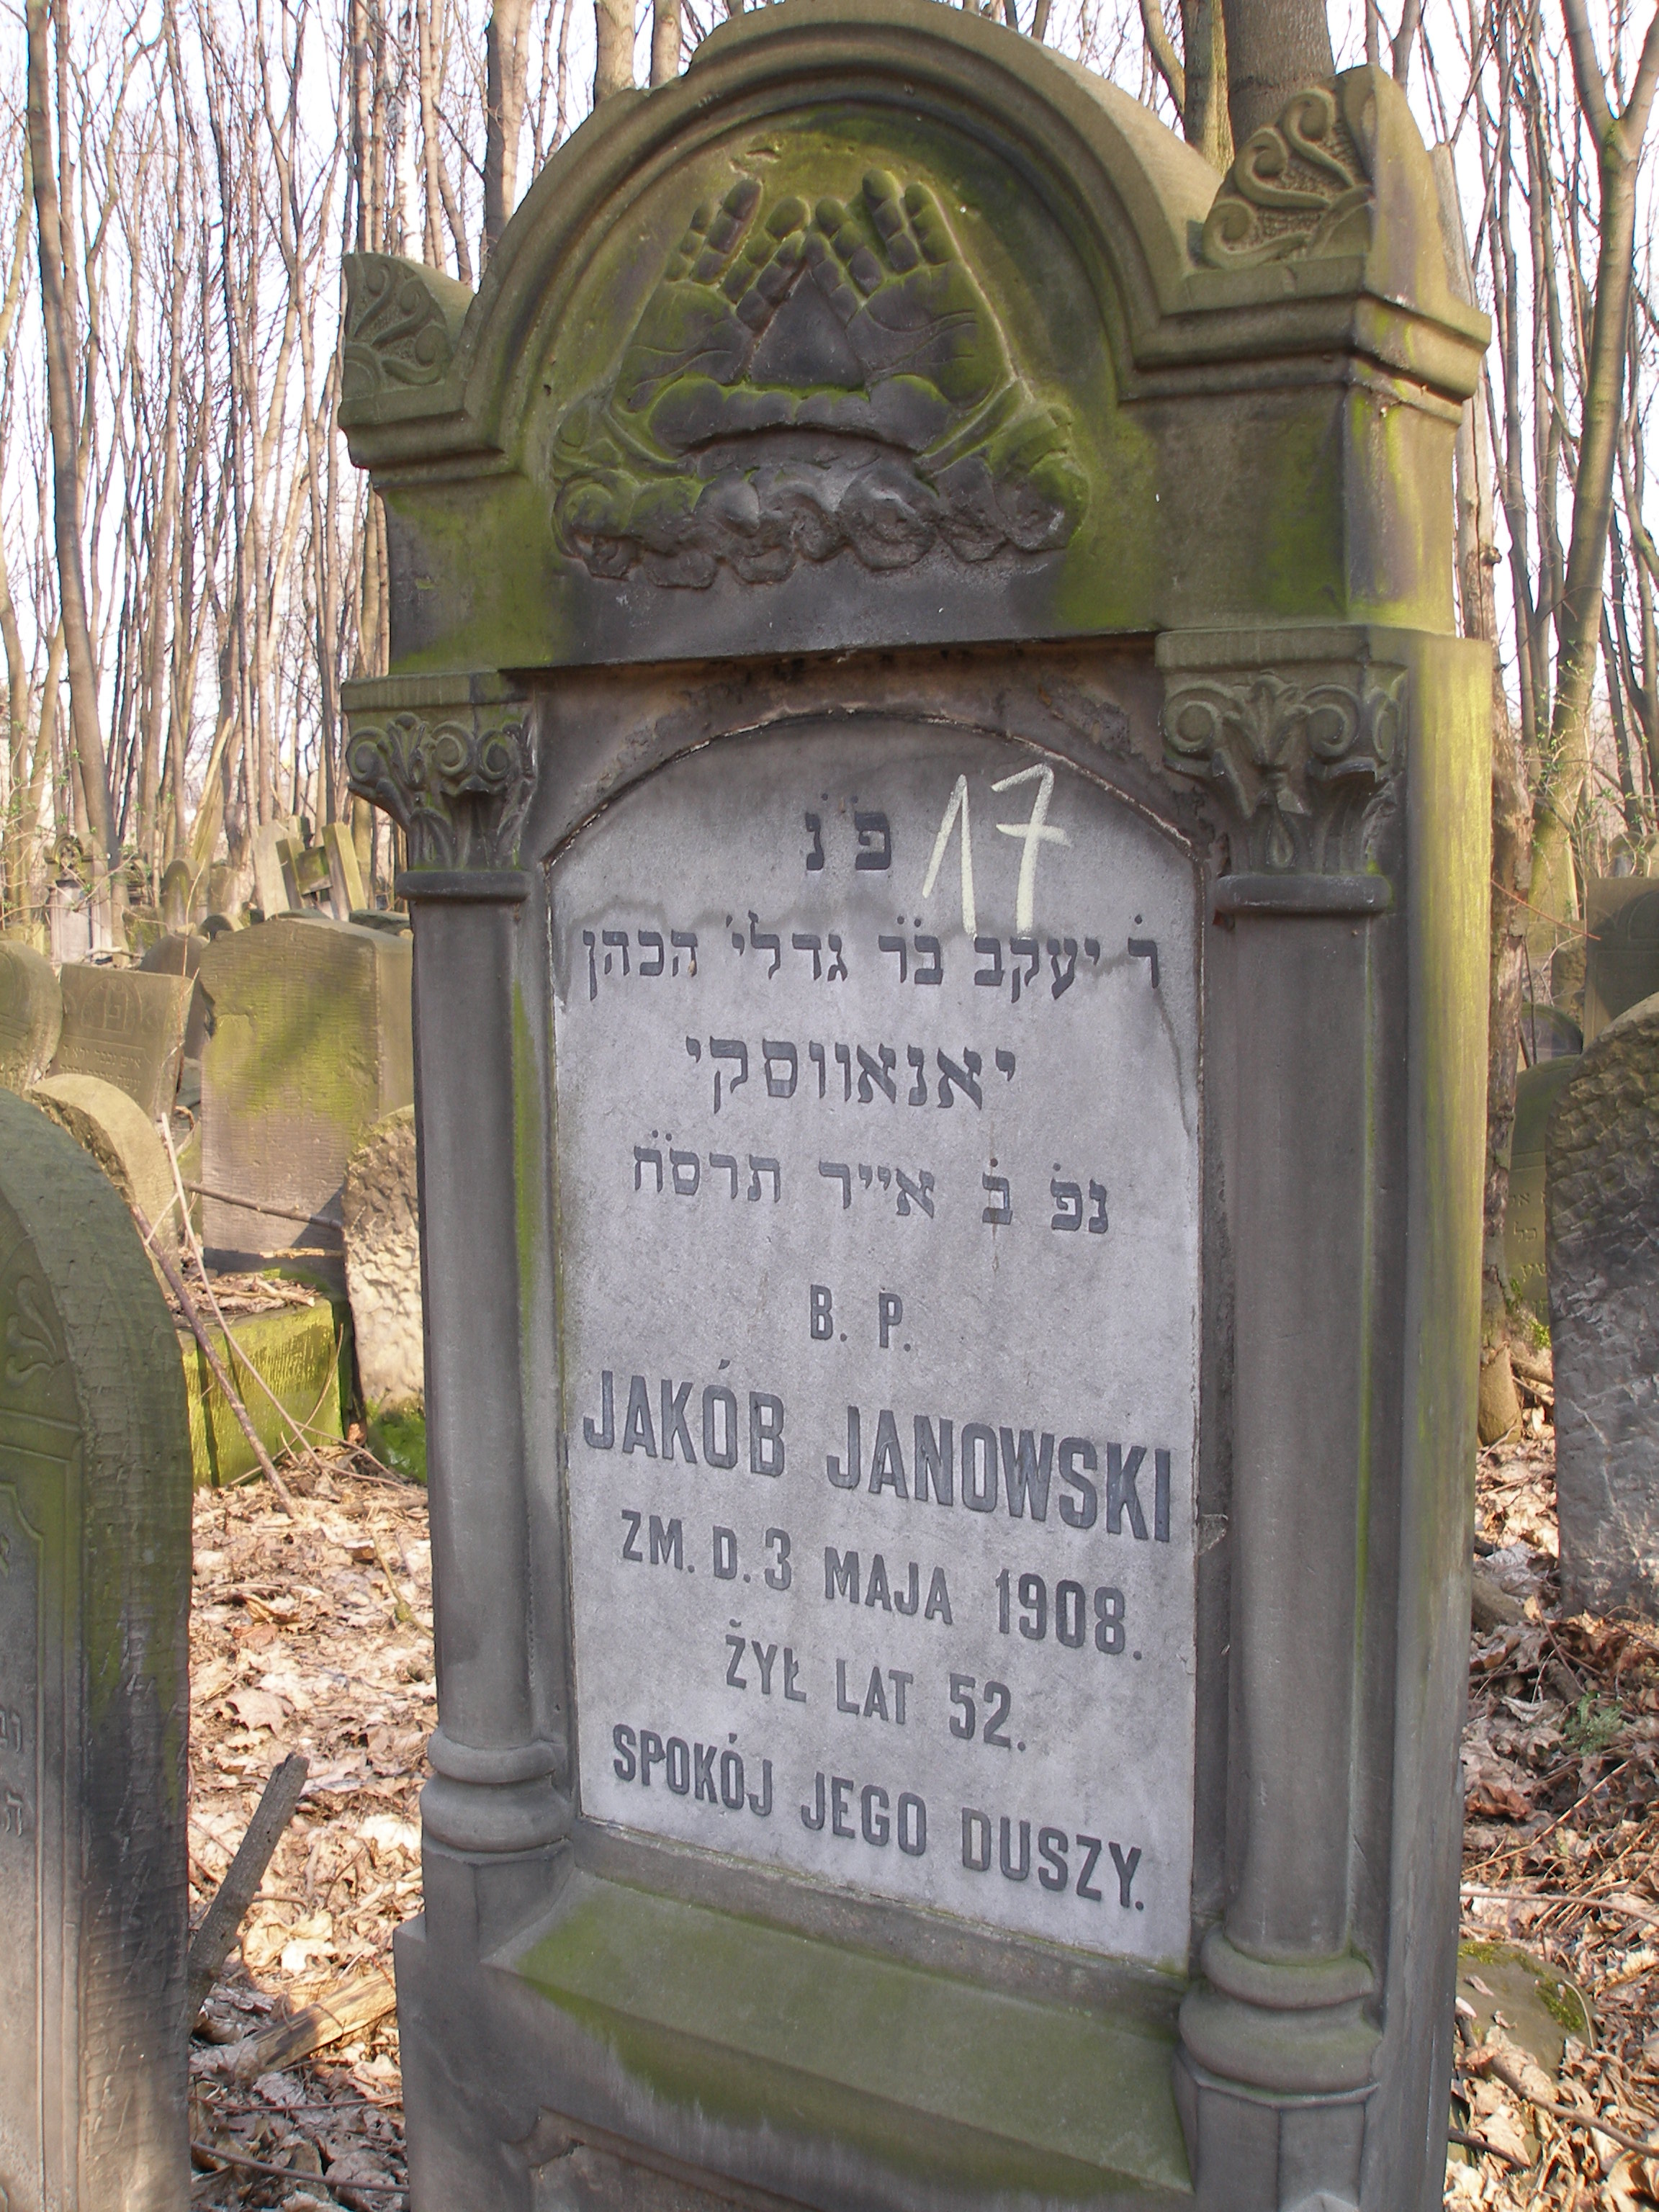 פ̇ נ̇
17
ר̇ יעקב בר̈ גדלי' הכהן
יאנאווסקי
נפ̇ ב̇ אייר תרס̈ח
B. P.
JAKÓB JANOWSKI
ZM. D. 3 MAJA 1908.
ŻYŁ LAT 52.
SPOKÓJ JEGO DUSZY.